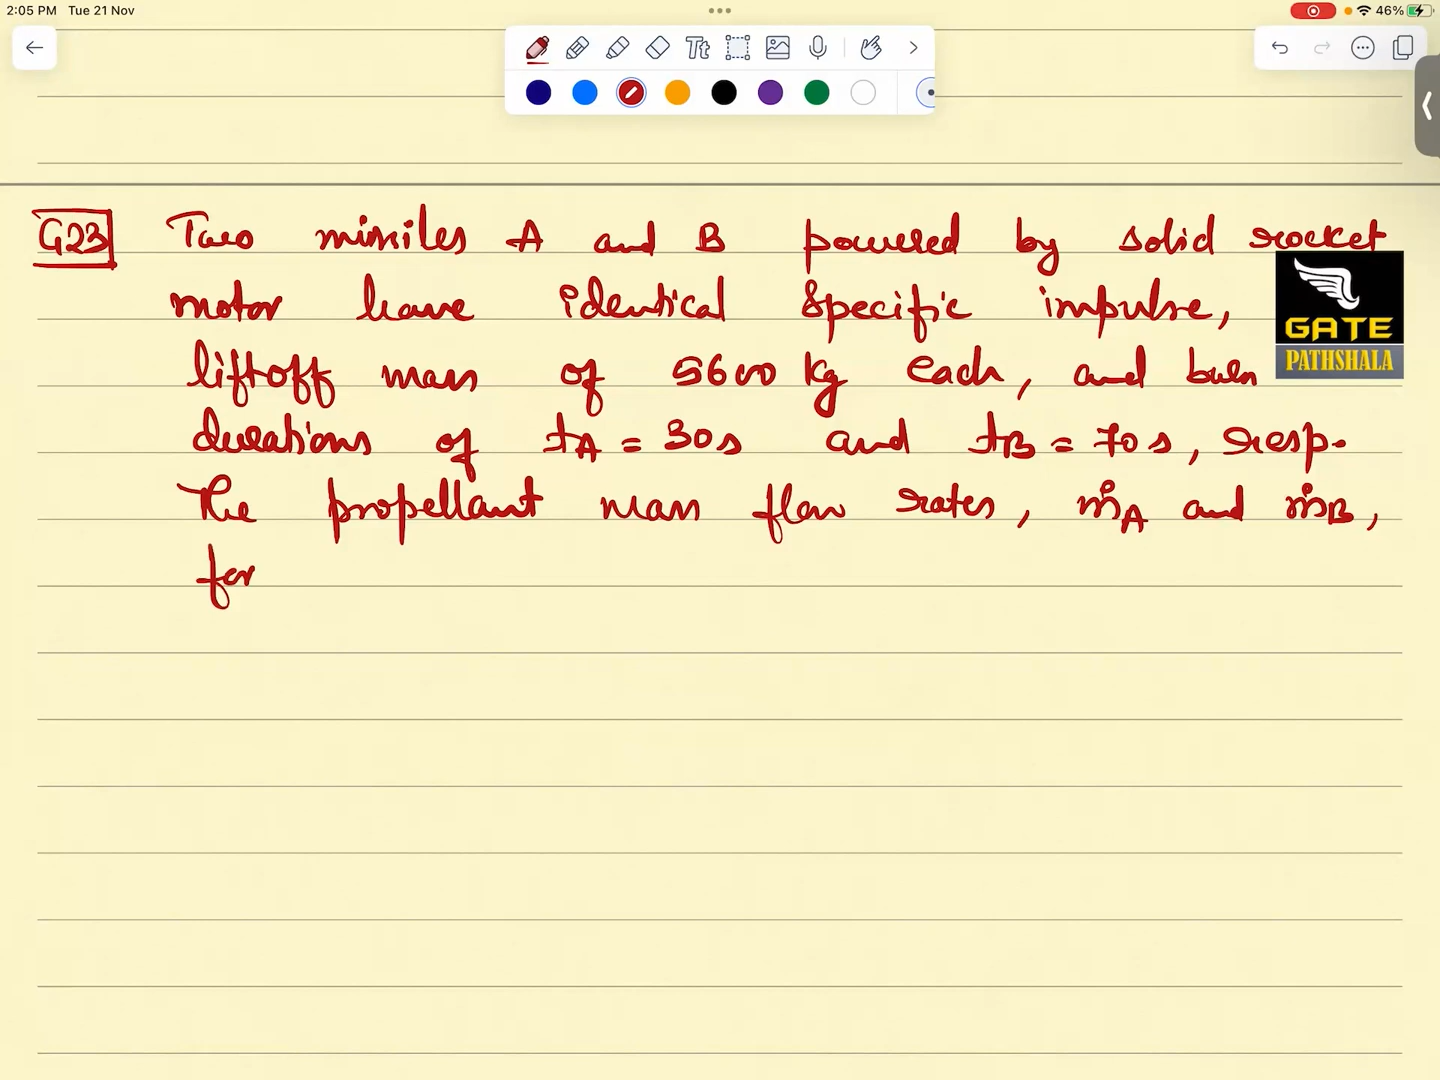 2:05 PM Tue 21 Nov
46%
Tt
G23 Two missiles A and B powered by solid rocket
motor have identical specific impulse,
liftoff mass of 5600 kg each, and burn
durations of tA = 30s and tB = 70s, resp.
The propellant mass flow rates, ṁA and ṁB,
for
GATE
PATHSHALA